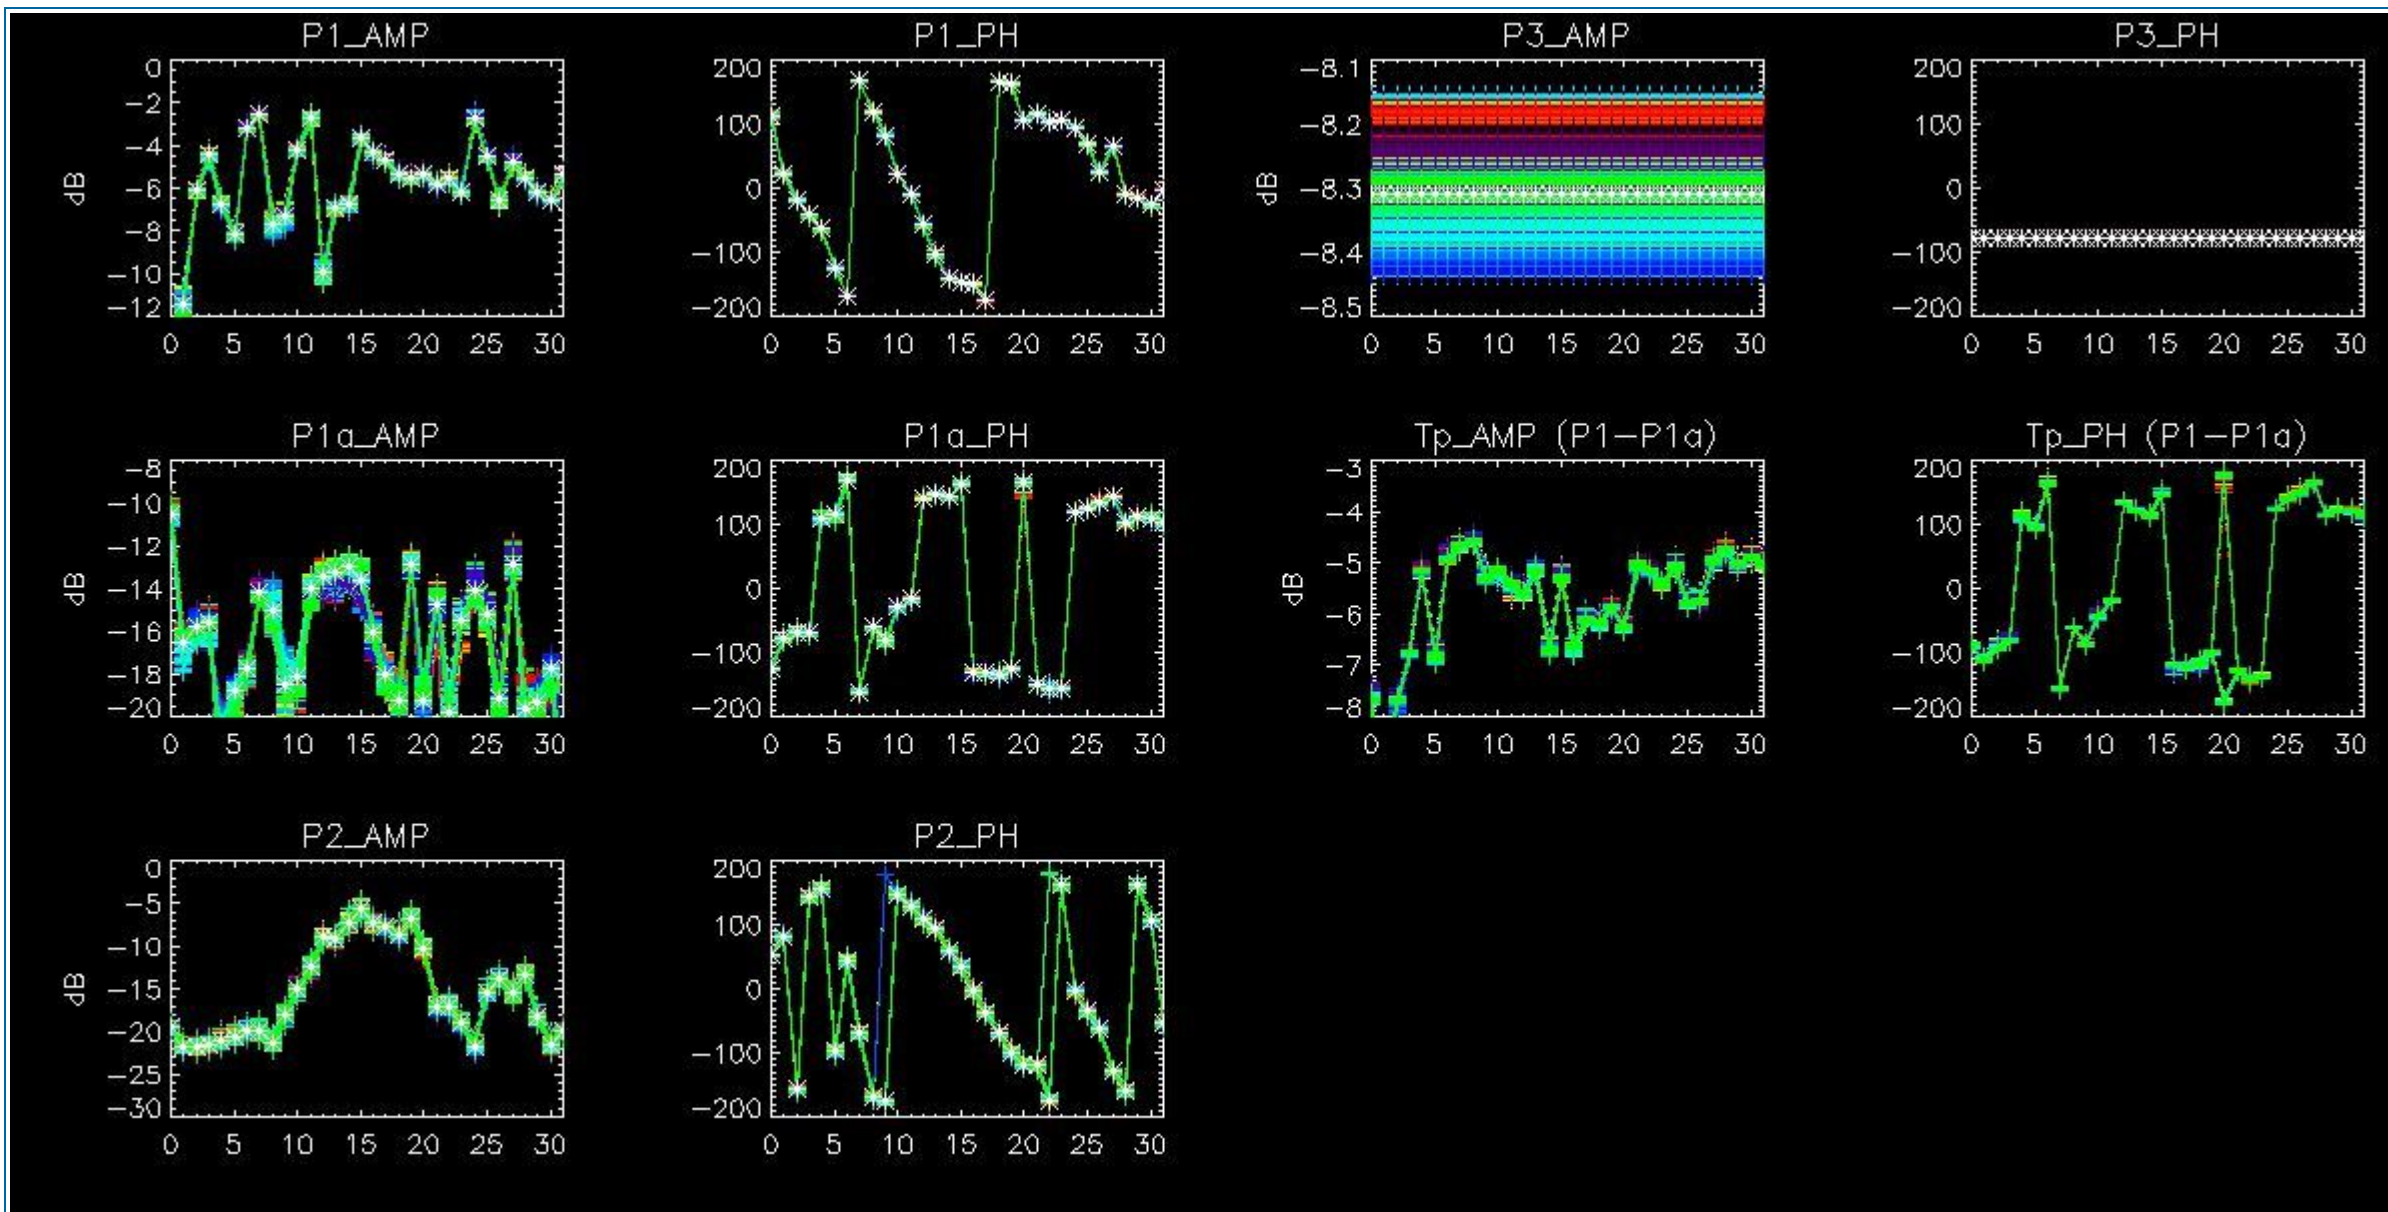 P1_AMP
0
−2
−4
−6
−8
−10
−12
dB
0 5 10 15 20 25 30
P1_PH
200
100
0
−100
−200
0 5 10 15 20 25 30
P3_AMP
−8.1
−8.2
−8.3
−8.4
−8.5
dB
0 5 10 15 20 25 30
P3_PH
200
100
0
−100
−200
0 5 10 15 20 25 30
P1a_AMP
−8
−10
−12
−14
−16
−18
−20
dB
0 5 10 15 20 25 30
P1a_PH
200
100
0
−100
−200
0 5 10 15 20 25 30
Tp_AMP (P1−P1a)
−3
−4
−5
−6
−7
−8
dB
0 5 10 15 20 25 30
Tp_PH (P1−P1a)
200
100
0
−100
−200
0 5 10 15 20 25 30
P2_AMP
0
−5
−10
−15
−20
−25
−30
dB
0 5 10 15 20 25 30
P2_PH
200
100
0
−100
−200
0 5 10 15 20 25 30